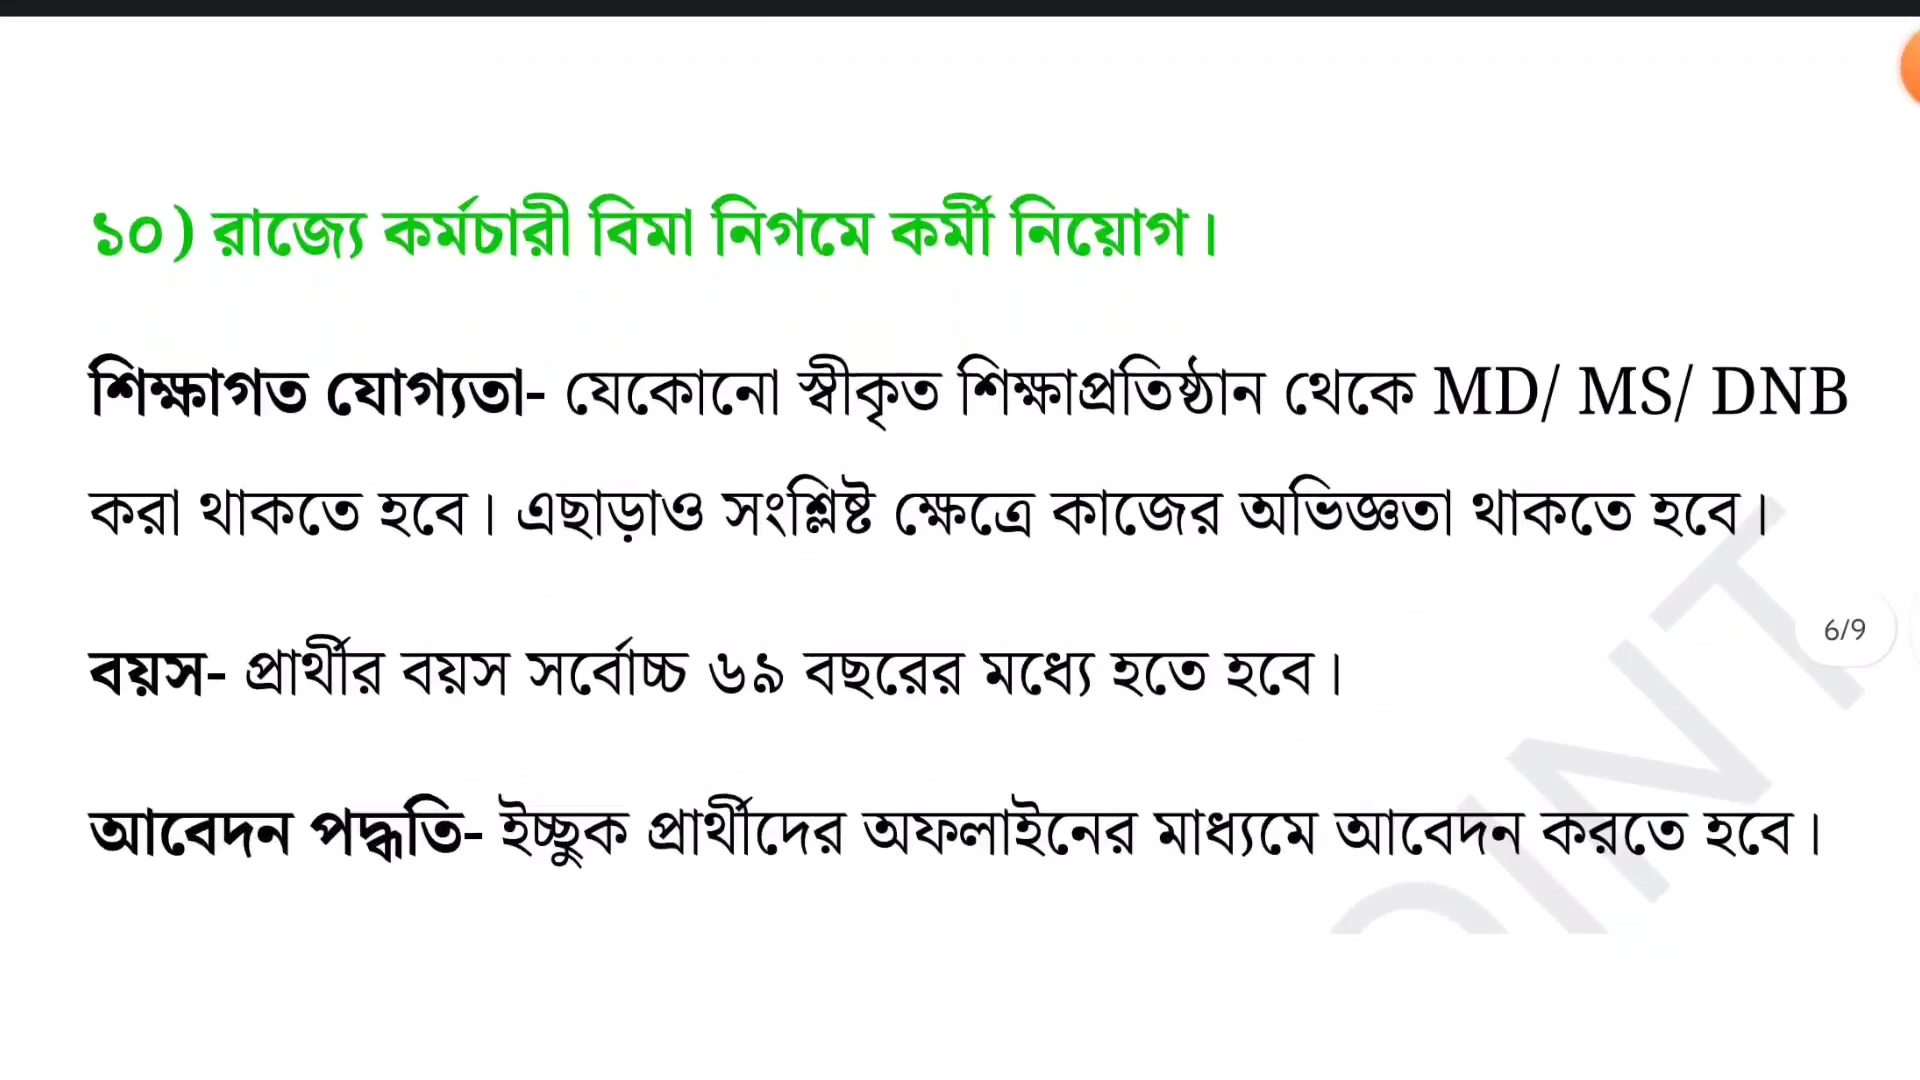 ১০) রাজ্যে কর্মচারী বিমা নিগমে কর্মী নিয়োগ।
শিক্ষাগত যোগ্যতা- যেকোনো স্বীকৃত শিক্ষাপ্রতিষ্ঠান থেকে MD/ MS/ DNB
করা থাকতে হবে। এছাড়াও সংশ্লিষ্ট ক্ষেত্রে কাজের অভিজ্ঞতা থাকতে হবে।
6/9
বয়স- প্রার্থীর বয়স সর্বোচ্চ ৬৯ বছরের মধ্যে হতে হবে।
আবেদন পদ্ধতি- ইচ্ছুক প্রার্থীদের অফলাইনের মাধ্যমে আবেদন করতে হবে।